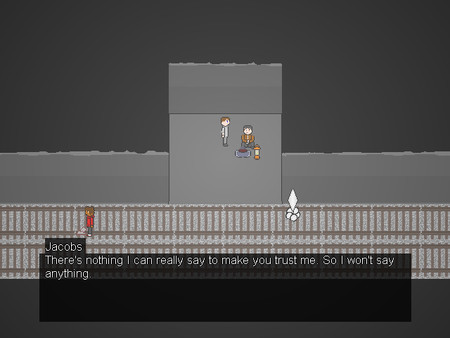 Jacobs
There's nothing I can really say to make you trust me. So I won't say
anything.